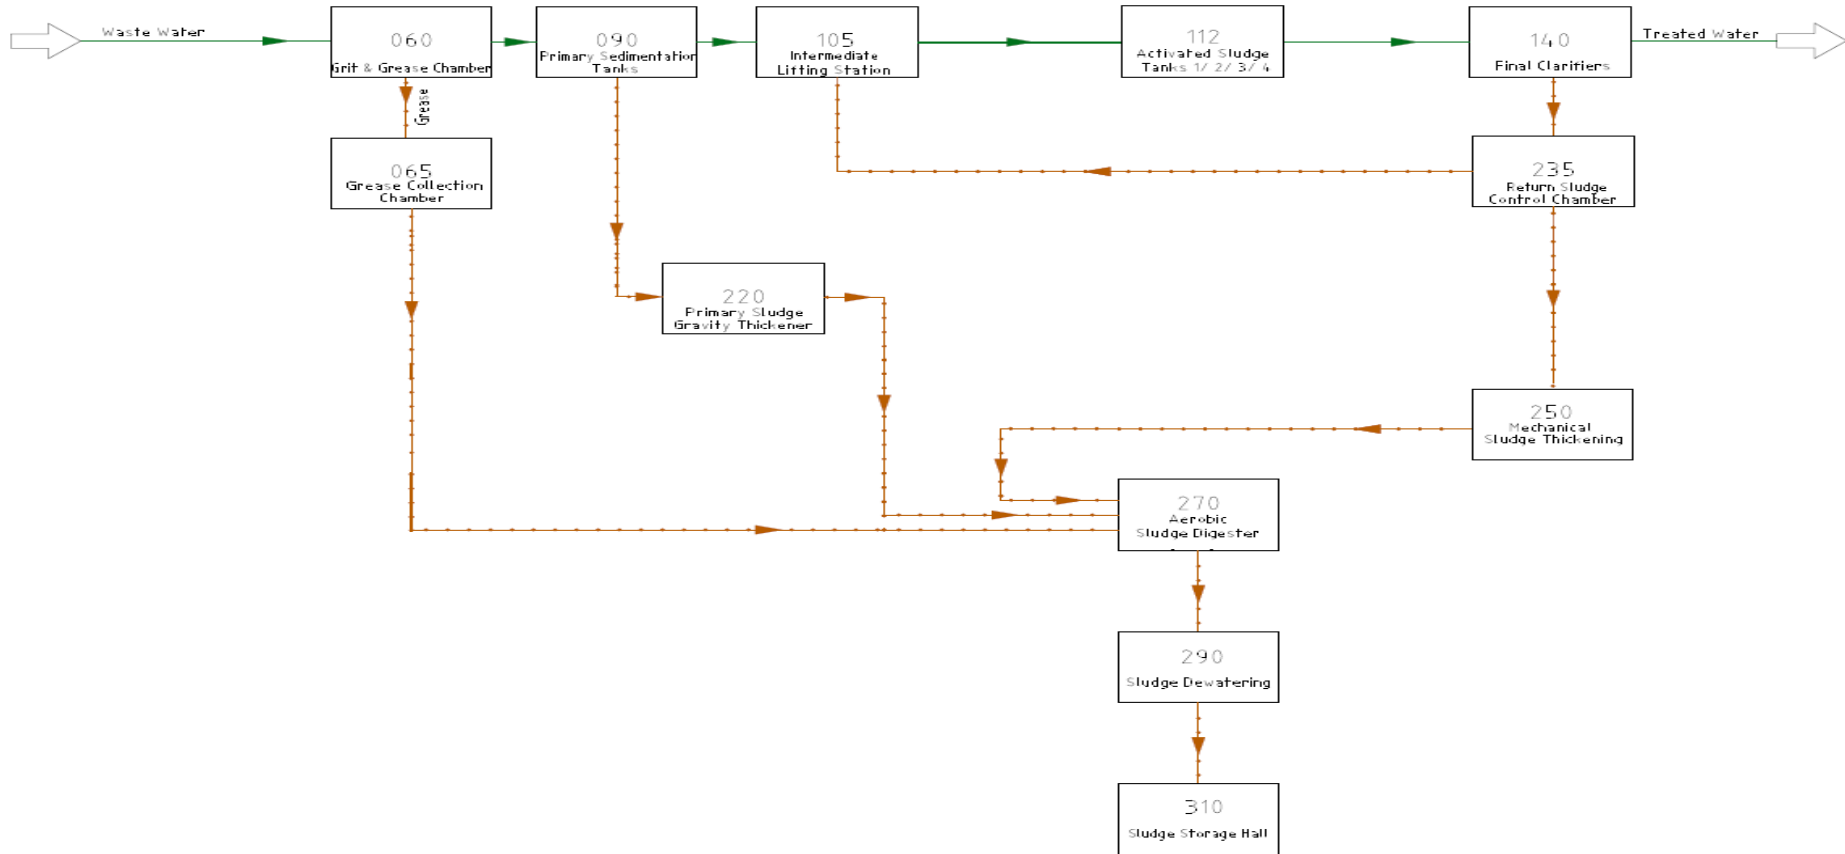 Waste Water
060
Grit & Grease Chamber
090
Primary Sedimentation
Tanks
105
Intermediate
Lifting Station
112
Activated Sludge
Tanks 1/ 2/ 3/ 4
140
Final Clarifiers
Treated Water
Grease
065
Grease Collection
Chamber
235
Return Sludge
Control Chamber
220
Primary Sludge
Gravity Thickener
250
Mechanical
Sludge Thickening
270
Aerobic
Sludge Digester
290
Sludge Dewatering
310
Sludge Storage Hall